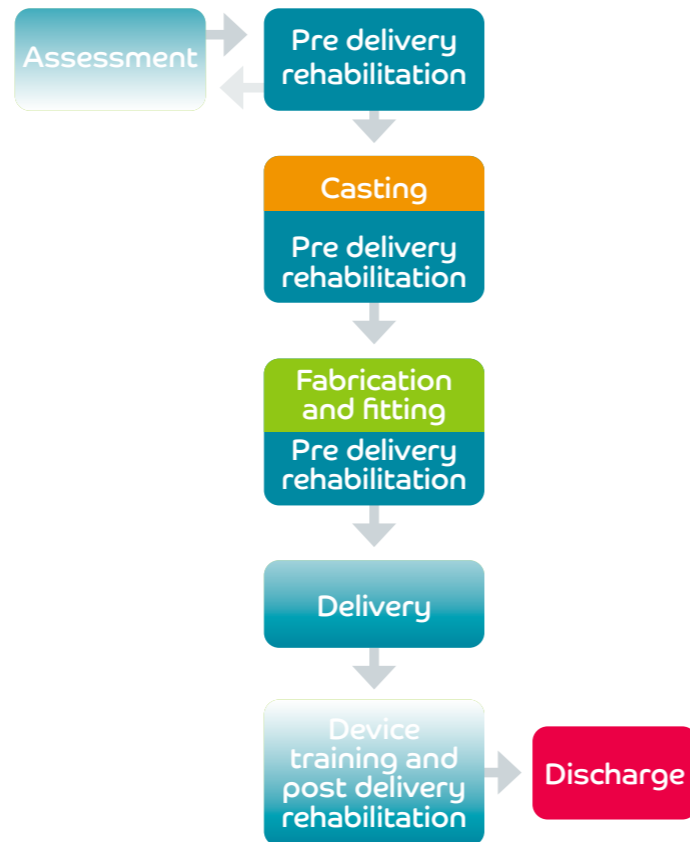 Assessment
Pre delivery
rehabilitation
Casting
Pre delivery
rehabilitation
Fabrication
and fitting
Pre delivery
rehabilitation
Delivery
Device
training and
post delivery
rehabilitation
Discharge